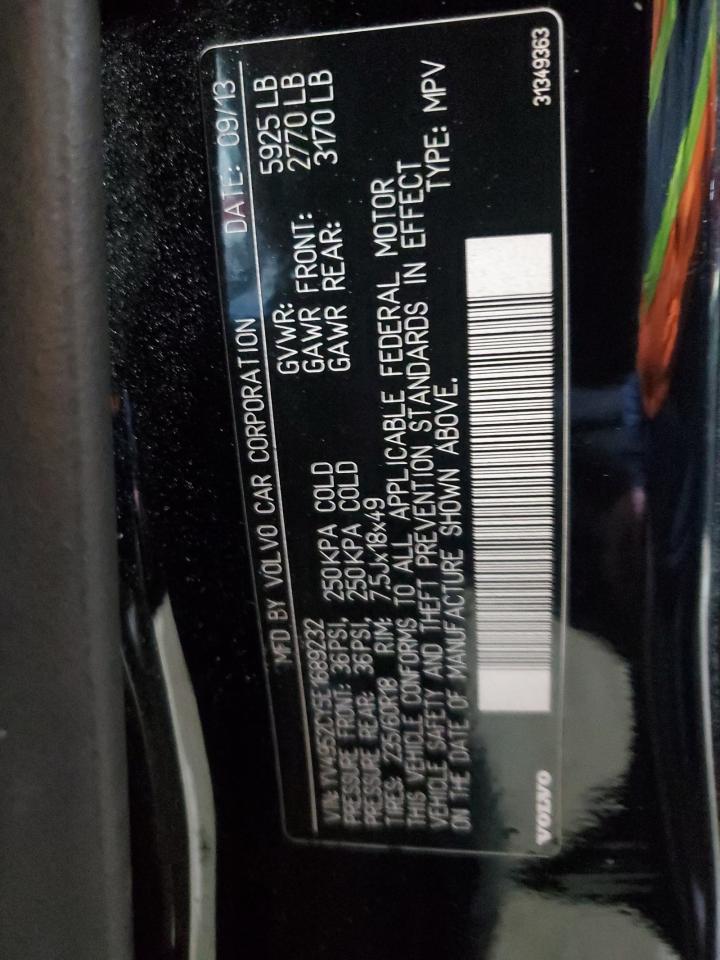 MFD BY VOLVO CAR CORPORATION DATE: 09/13
VIN: YV4952CY5E1689232 GVWR: 5925 LB
PRESSURE FRONT: 36PSI, 250KPA COLD GAWR FRONT: 2770 LB
PRESSURE REAR: 36PSI, 250KPA COLD GAWR REAR: 3170 LB
TIRES: 235/60R18 RIM: 7.5Jx18x49
THIS VEHICLE CONFORMS TO ALL APPLICABLE FEDERAL MOTOR
VEHICLE SAFETY AND THEFT PREVENTION STANDARDS IN EFFECT
ON THE DATE OF MANUFACTURE SHOWN ABOVE. TYPE: MPV
VOLVO 31349363